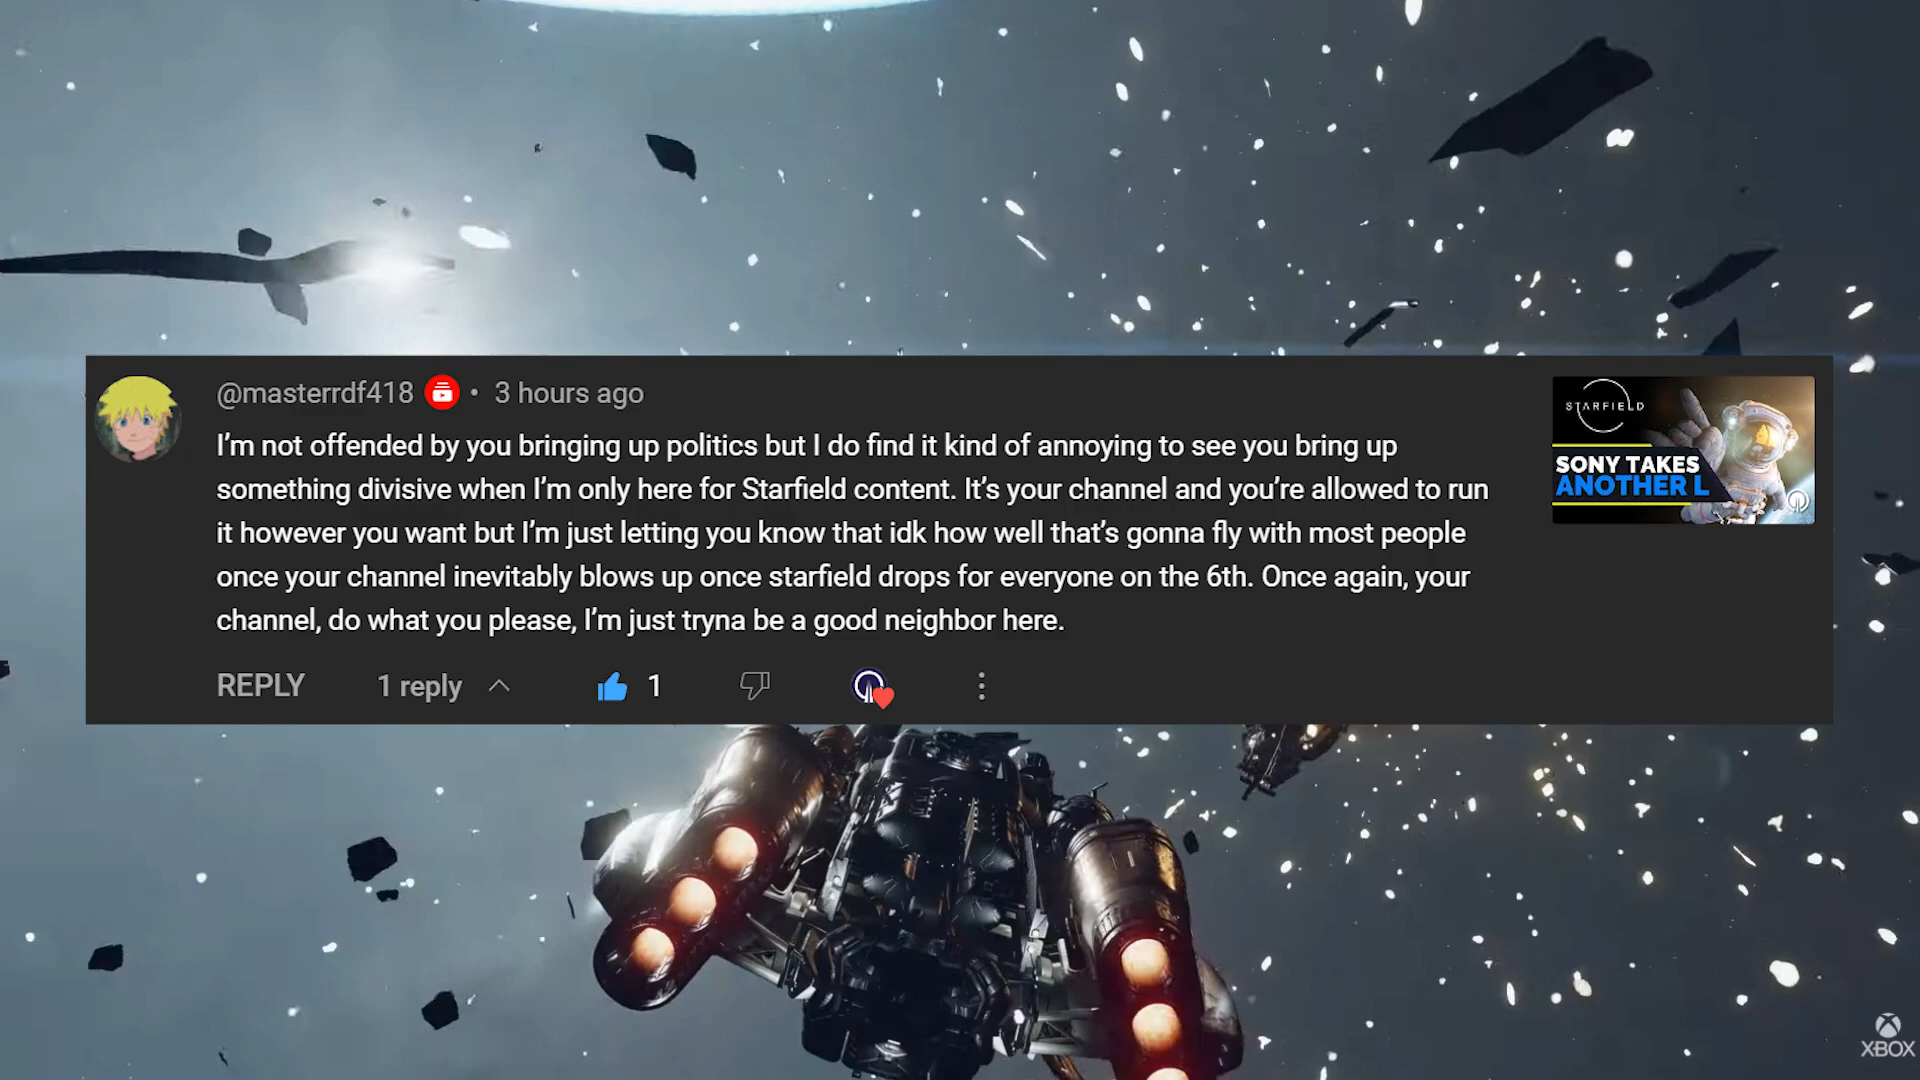 @masterrdf418 • 3 hours ago
I'm not offended by you bringing up politics but I do find it kind of annoying to see you bring up
something divisive when I'm only here for Starfield content. It's your channel and you're allowed to run
it however you want but I'm just letting you know that idk how well that's gonna fly with most people
once your channel inevitably blows up once starfield drops for everyone on the 6th. Once again, your
channel, do what you please, I'm just tryna be a good neighbor here.
REPLY 1 reply 1
STARFIELD
SONY TAKES
ANOTHER L
XBOX